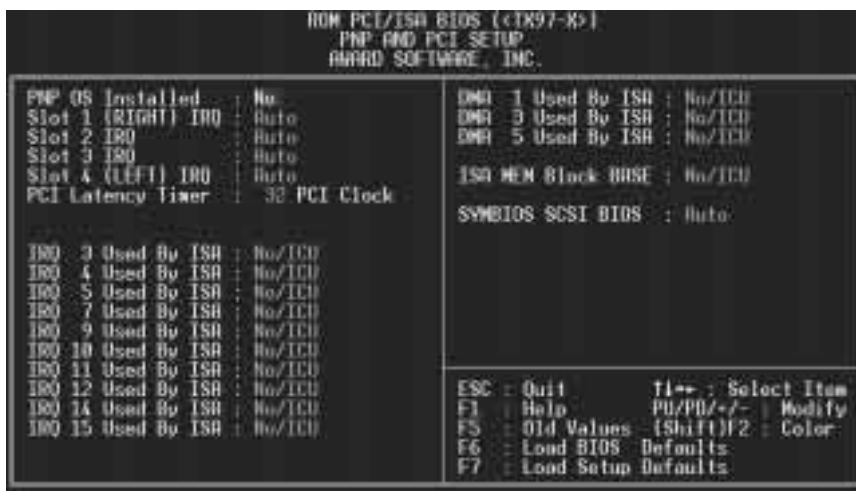 ROM PCI/ISA BIOS (<TX97-X>)
PNP AND PCI SETUP
AWARD SOFTWARE, INC.
PNP OS Installed : No
Slot 1 (RIGHT) IRQ : Auto
Slot 2 IRQ : Auto
Slot 3 IRQ : Auto
Slot 4 (LEFT) IRQ : Auto
PCI Latency Timer : 32 PCI Clock
IRQ 3 Used By ISA : No/ICU
IRQ 4 Used By ISA : No/ICU
IRQ 5 Used By ISA : No/ICU
IRQ 7 Used By ISA : No/ICU
IRQ 9 Used By ISA : No/ICU
IRQ 10 Used By ISA : No/ICU
IRQ 11 Used By ISA : No/ICU
IRQ 12 Used By ISA : No/ICU
IRQ 14 Used By ISA : No/ICU
IRQ 15 Used By ISA : No/ICU
DMA 1 Used By ISA : No/ICU
DMA 3 Used By ISA : No/ICU
DMA 5 Used By ISA : No/ICU
ISA MEM Block BASE : No/ICU
SYMBIOS SCSI BIOS : Auto
ESC : Quit ↑↓→← : Select Item
F1 : Help PU/PD/+/- : Modify
F5 : Old Values (Shift)F2 : Color
F6 : Load BIOS Defaults
F7 : Load Setup Defaults